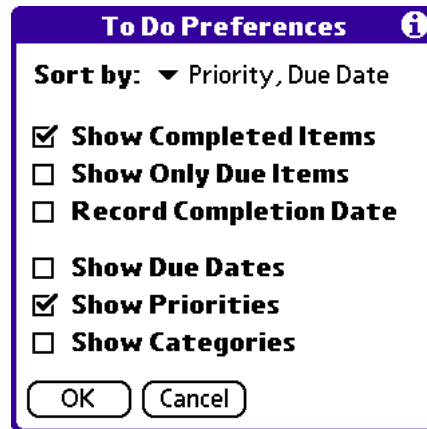 To Do Preferences
Sort by: Priority, Due Date
Show Completed Items
Show Only Due Items
Record Completion Date
Show Due Dates
Show Priorities
Show Categories
OK Cancel